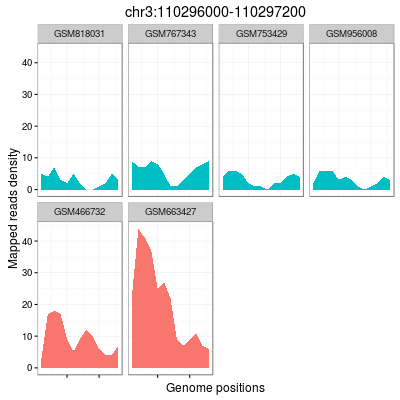 chr3:110296000-110297200
GSM818031 GSM767343 GSM753429 GSM956008
40
30
20
10
0
Mapped reads density
GSM466732 GSM663427
40
30
20
10
0
Genome positions